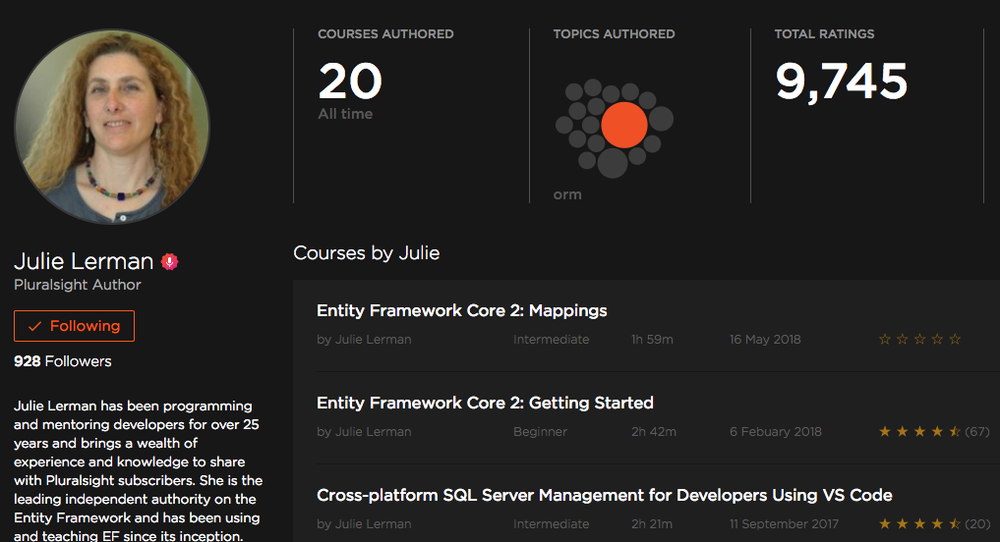 COURSES AUTHORED
20
All time
TOPICS AUTHORED
orm
TOTAL RATINGS
9,745
Julie Lerman
Pluralsight Author
Following
928 Followers
Julie Lerman has been programming
and mentoring developers for over 25
years and brings a wealth of
experience and knowledge to share
with Pluralsight subscribers. She is the
leading independent authority on the
Entity Framework and has been using
and teaching EF since its inception.
Courses by Julie
Entity Framework Core 2: Mappings
by Julie Lerman Intermediate 1h 59m 16 May 2018
Entity Framework Core 2: Getting Started
by Julie Lerman Beginner 2h 42m 6 Febuary 2018 (67)
Cross-platform SQL Server Management for Developers Using VS Code
by Julie Lerman Intermediate 2h 21m 11 September 2017 (20)